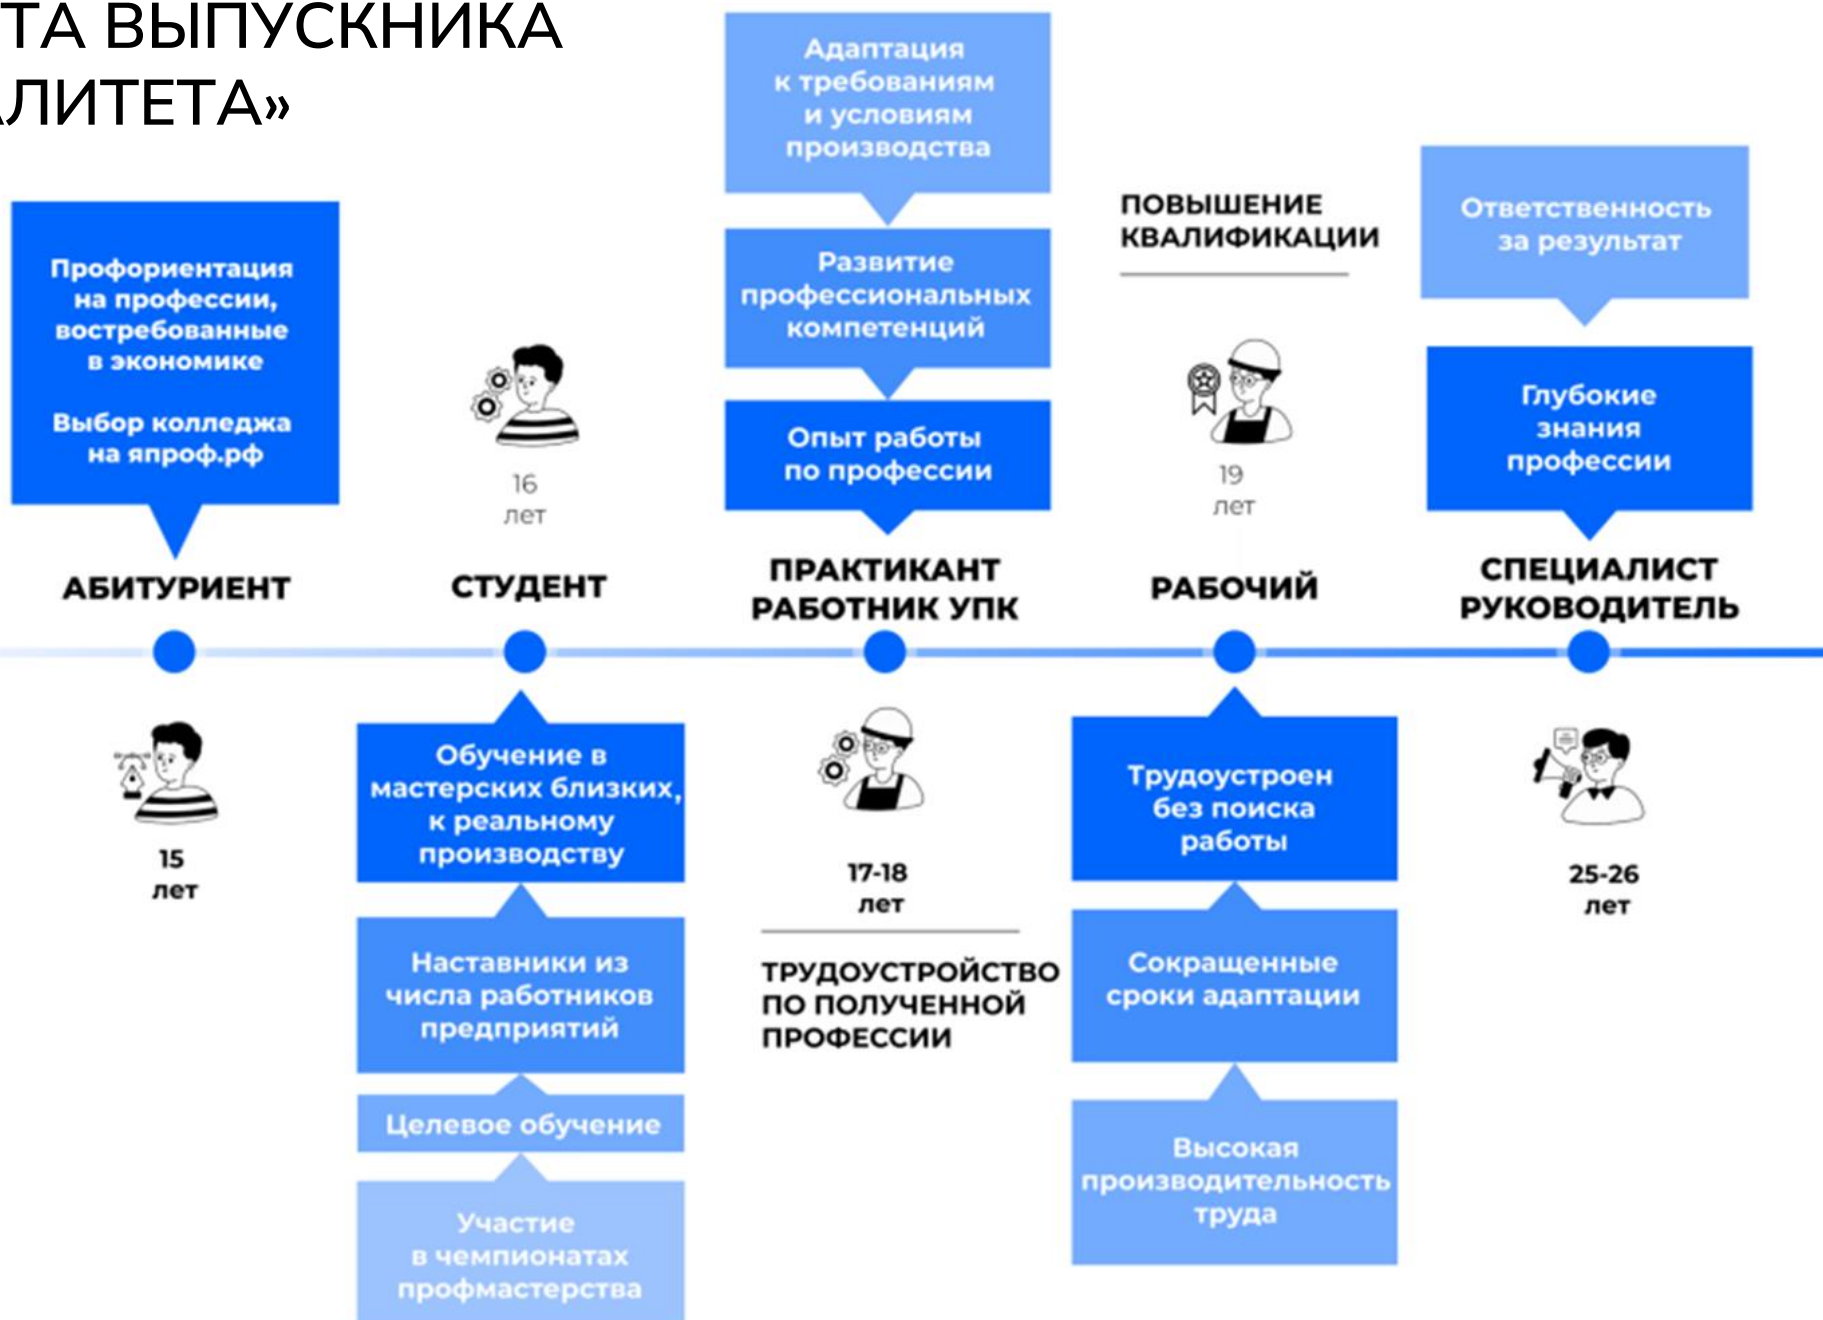 ТА ВЫПУСКНИКА
АЛИТЕТА»
Профориентация
на профессии,
востребованные
в экономике
Выбор колледжа
на япроф.рф
АБИТУРИЕНТ
15
лет
16
лет
СТУДЕНТ
Обучение в
мастерских близких,
к реальному
производству
Наставники из
числа работников
предприятий
Целевое обучение
Участие
в чемпионатах
профмастерства
Адаптация
к требованиям
и условиям
производства
Развитие
профессиональных
компетенций
Опыт работы
по профессии
ПРАКТИКАНТ
РАБОТНИК УПК
17-18
лет
ТРУДОУСТРОЙСТВО
ПО ПОЛУЧЕННОЙ
ПРОФЕССИИ
ПОВЫШЕНИЕ
КВАЛИФИКАЦИИ
19
лет
РАБОЧИЙ
Трудоустроен
без поиска
работы
Сокращенные
сроки адаптации
Высокая
производительность
труда
Ответственность
за результат
Глубокие
знания
профессии
СПЕЦИАЛИСТ
РУКОВОДИТЕЛЬ
25-26
лет